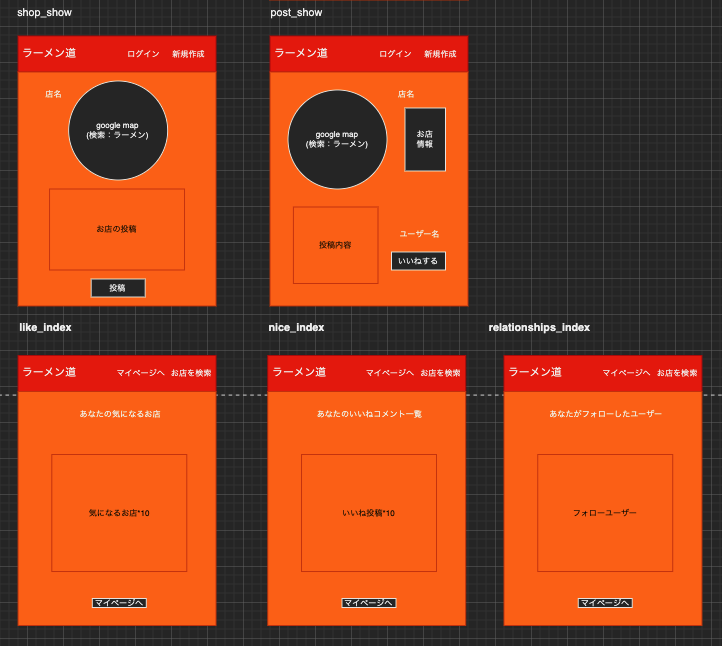 shop_show
ラーメン道
ログイン
新規作成
店名
google map
(検索：ラーメン)
お店の投稿
投稿
post_show
ラーメン道
ログイン
新規作成
店名
google map
(検索：ラーメン)
お店
情報
投稿内容
ユーザー名
いいねする
like_index
ラーメン道
マイページへ
お店を検索
あなたの気になるお店
気になるお店*10
マイページへ
nice_index
ラーメン道
マイページへ
お店を検索
あなたのいいねコメント一覧
いいね投稿*10
マイページへ
relationships_index
ラーメン道
マイページへ
お店を検索
あなたがフォローしたユーザー
フォローユーザー
マイページへ